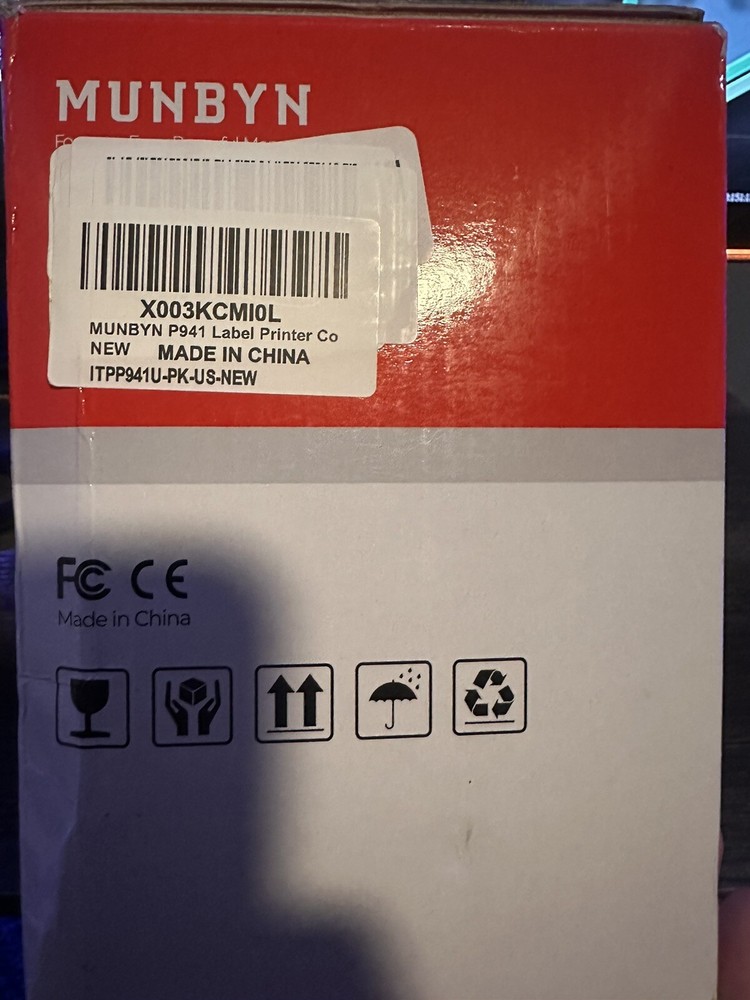 MUNBYN
X003KCMI0L
MUNBYN P941 Label Printer Co
NEW MADE IN CHINA
ITPP941U-PK-US-NEW
FC CE
Made in China